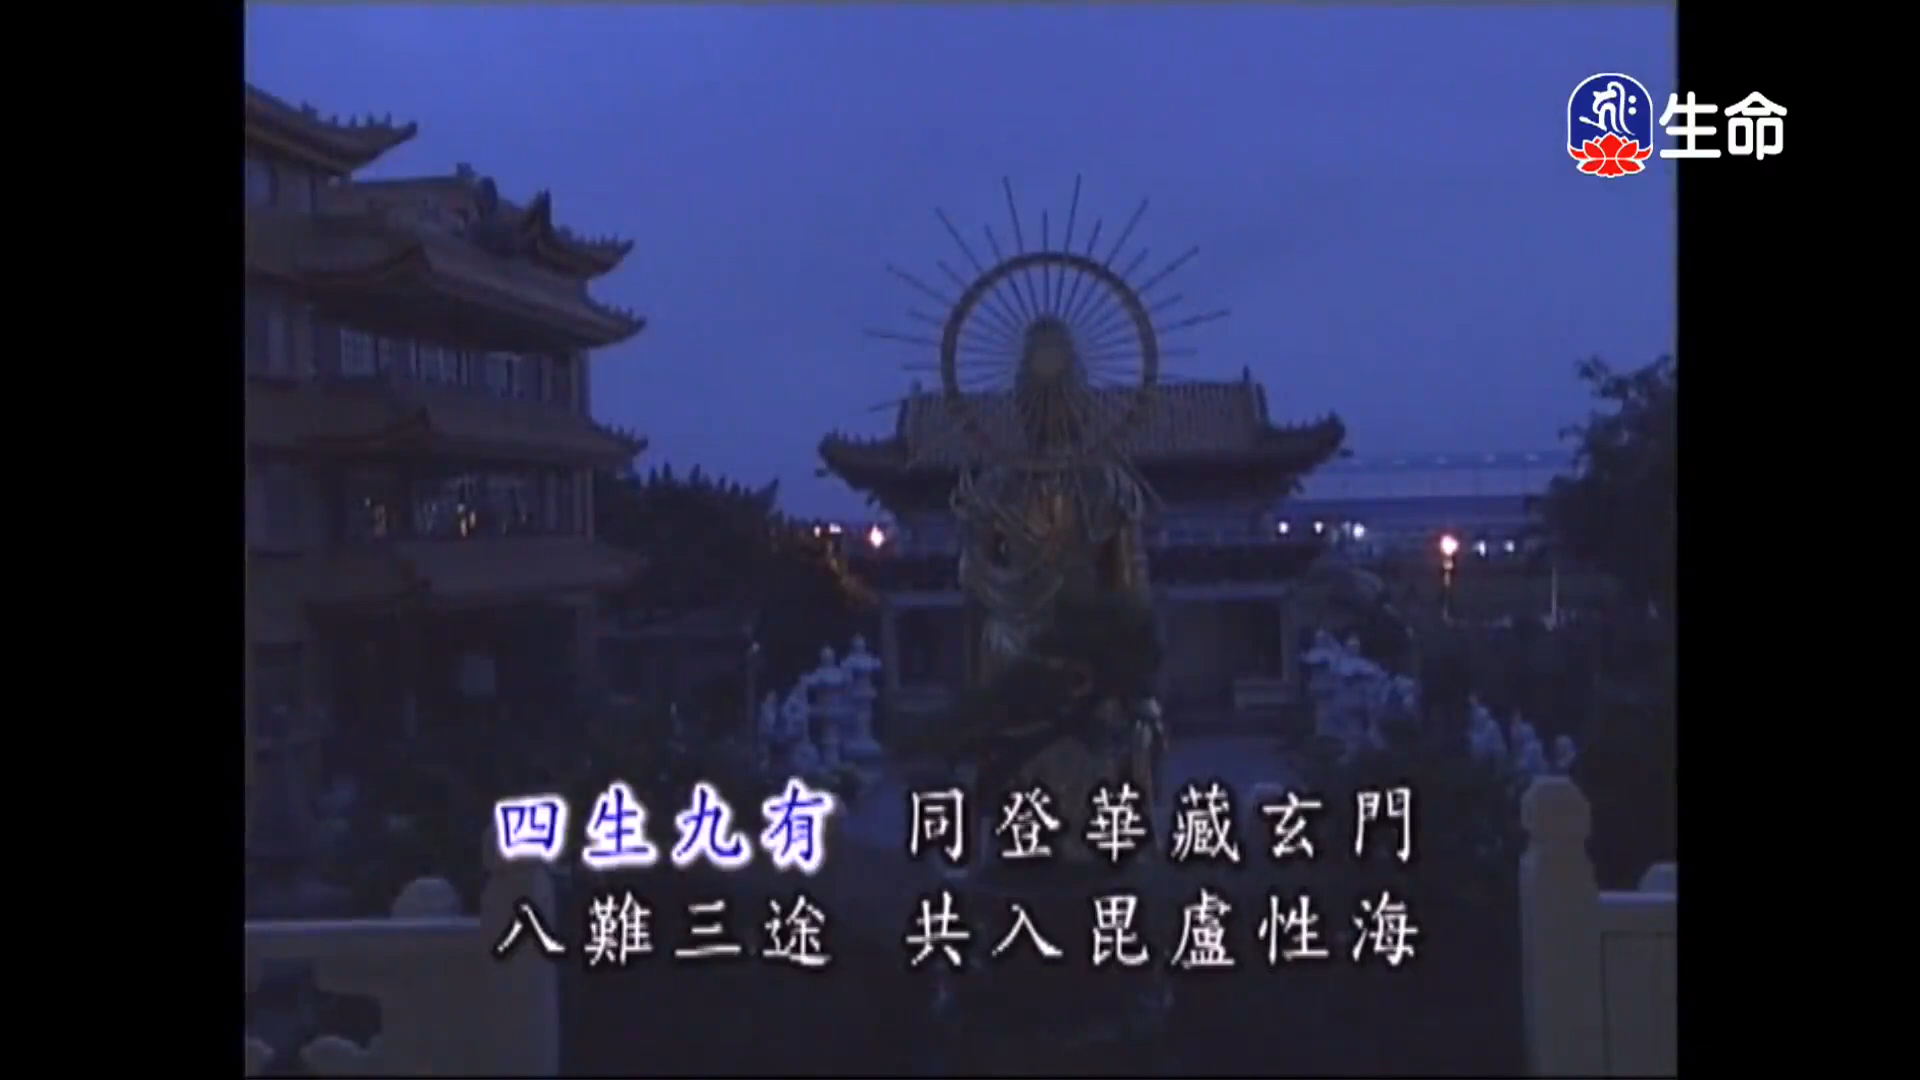 生命
四生九有 同登華藏玄門
八難三途 共入毘盧性海